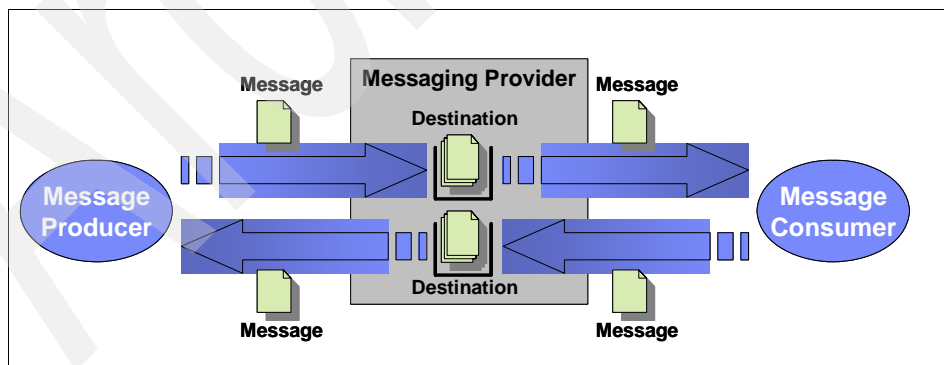 Messaging Provider
Message
Message
Destination
Message
Producer
Message
Consumer
Destination
Message
Message